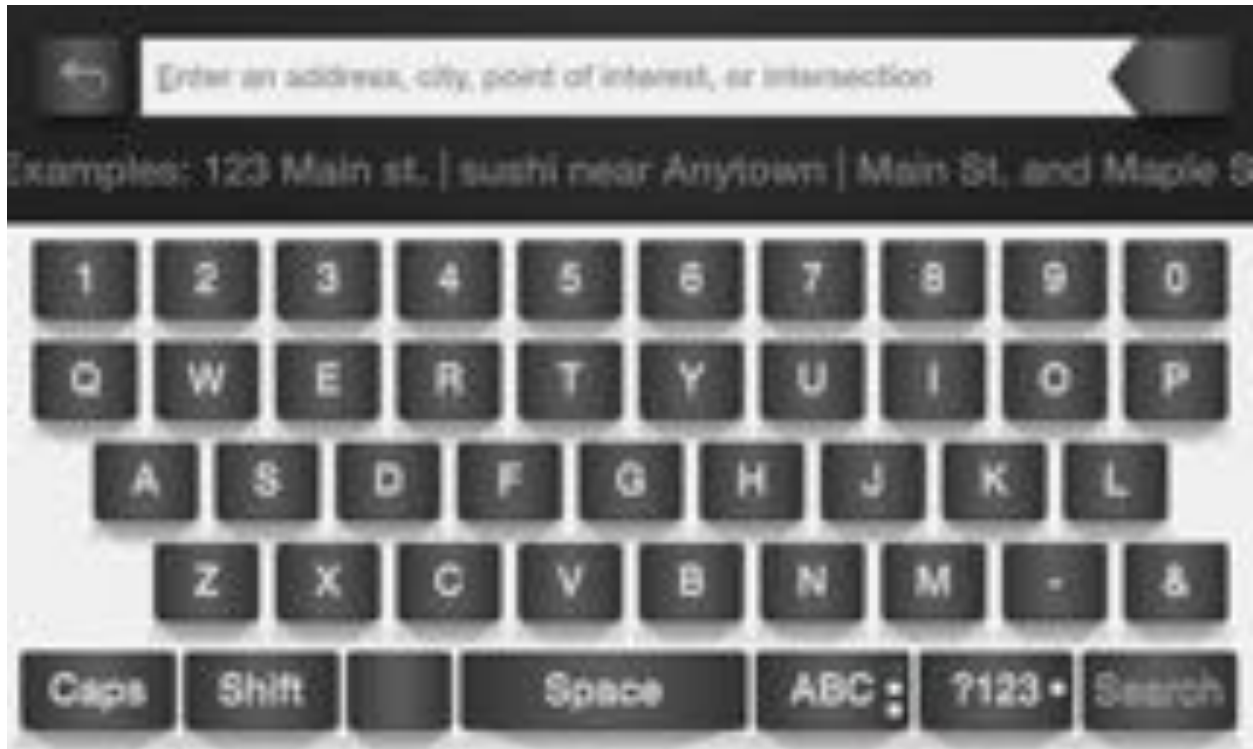 Enter an address, city, point of interest, or intersection
Examples: 123 Main st. | sushi near Anytown | Main St. and Maple S
1 2 3 4 5 6 7 8 9 0
Q W E R T Y U I O P
A S D F G H J K L
Z X C V B N M - &
Caps Shift Space ABC ?123 Search